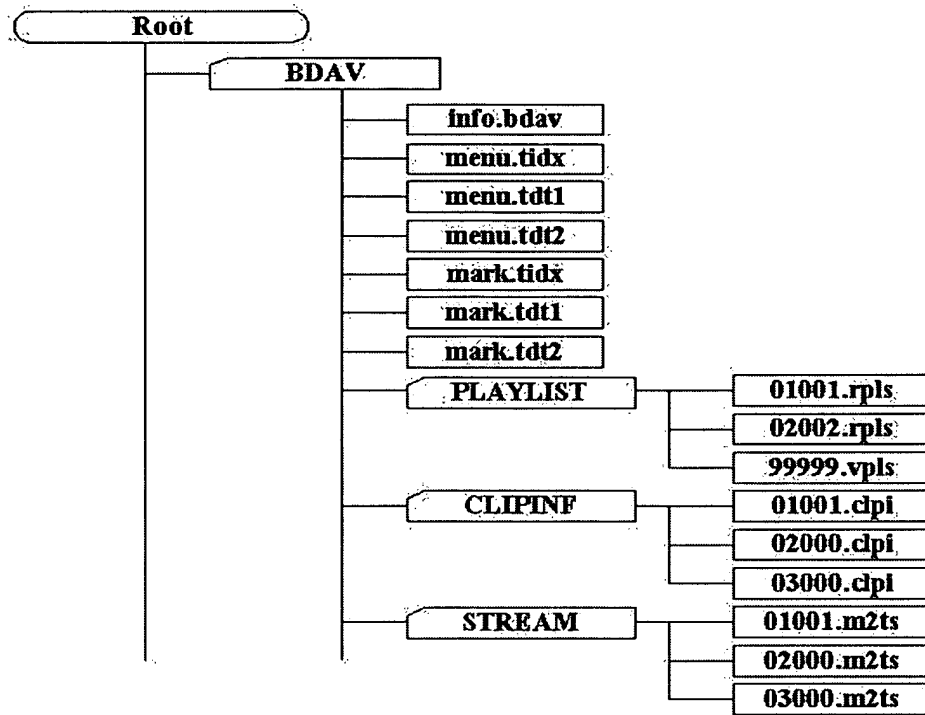 Root
BDAV
info.bdav
menu.tidx
menu.tdt1
menu.tdt2
mark.tidx
mark.tdt1
mark.tdt2
PLAYLIST
01001.rpls
02002.rpls
99999.vpls
CLIPINF
01001.clpi
02000.clpi
03000.clpi
STREAM
01001.m2ts
02000.m2ts
03000.m2ts